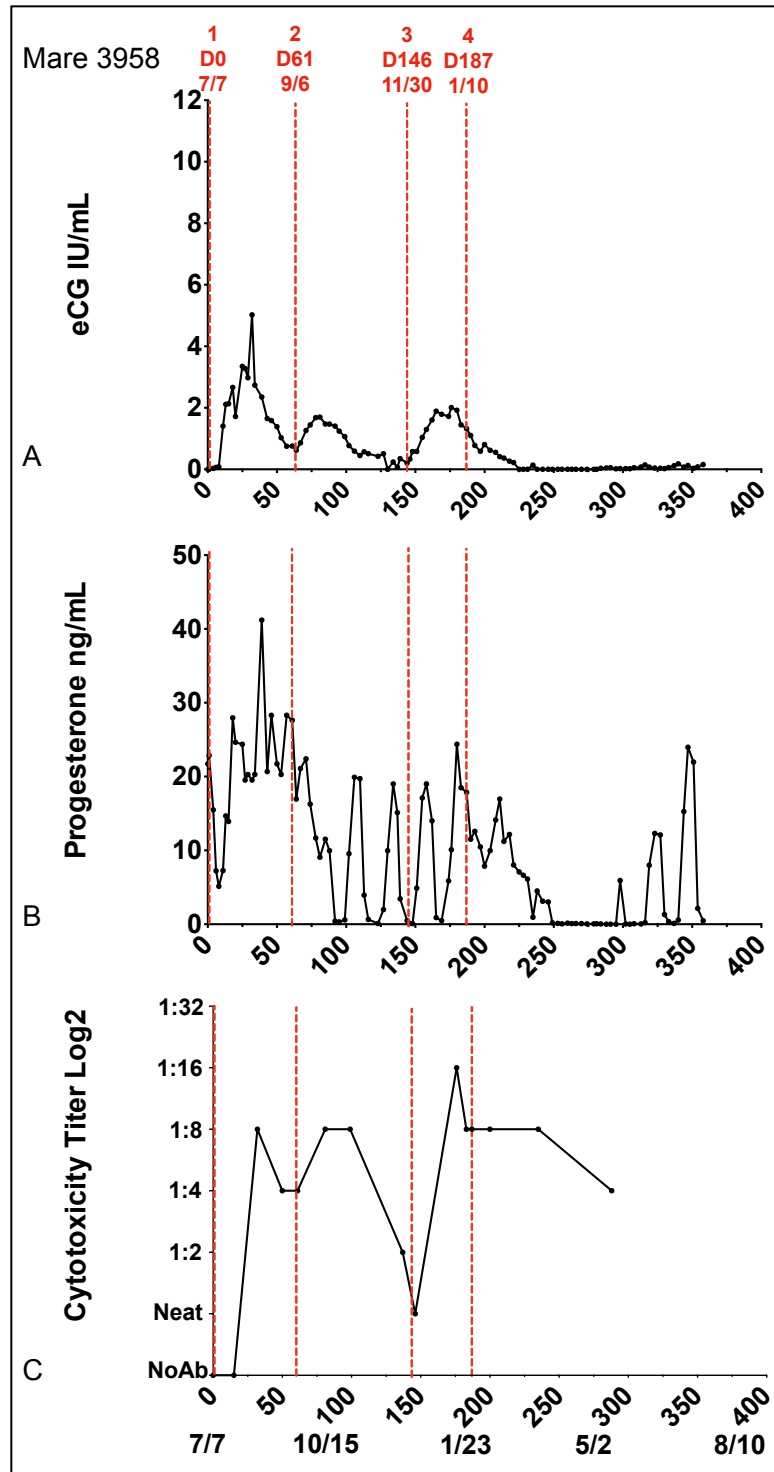 Mare 3958
1 2 3 4
D0 D61 D146 D187
7/7 9/6 11/30 1/10
12
10
8
6
4
2
0
eCG IU/mL
A
0 50 100 150 200 250 300 350 400
50
40
30
20
10
0
Progesterone ng/mL
B
0 50 100 150 200 250 300 350 400
1:32
1:16
1:8
1:4
1:2
Neat
NoAb
Cytotoxicity Titer Log2
C
0 50 100 150 200 250 300 350 400
7/7 10/15 1/23 5/2 8/10